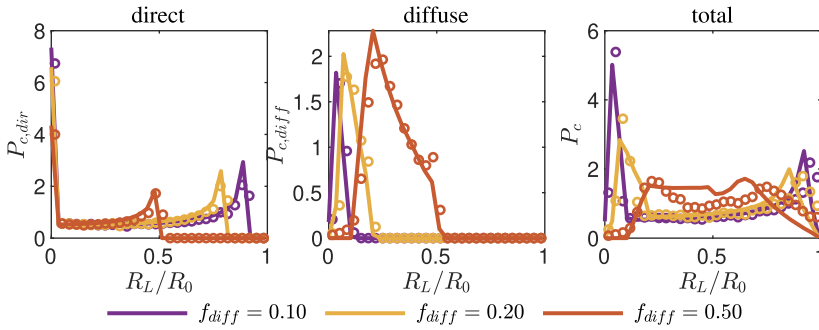 direct
diffuse
total
P_{c,dir}
8
6
4
2
0
0
0.5
1
R_L/R_0
P_{c,diff}
2
1.5
1
0.5
0
0
0.5
1
R_L/R_0
P_c
6
4
2
0
0
0.5
1
R_L/R_0
f_{diff} = 0.10
f_{diff} = 0.20
f_{diff} = 0.50